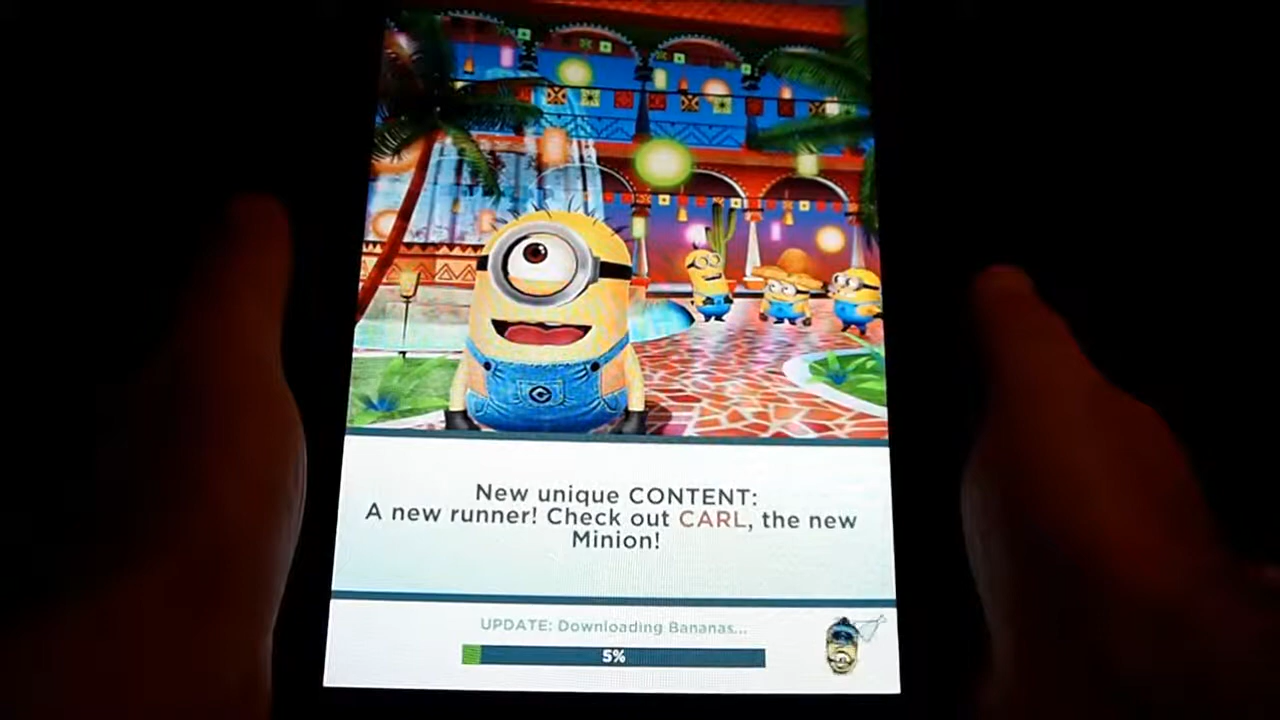 New unique CONTENT:
A new runner! Check out CARL, the new
Minion!
UPDATE: Downloading Bananas...
5%